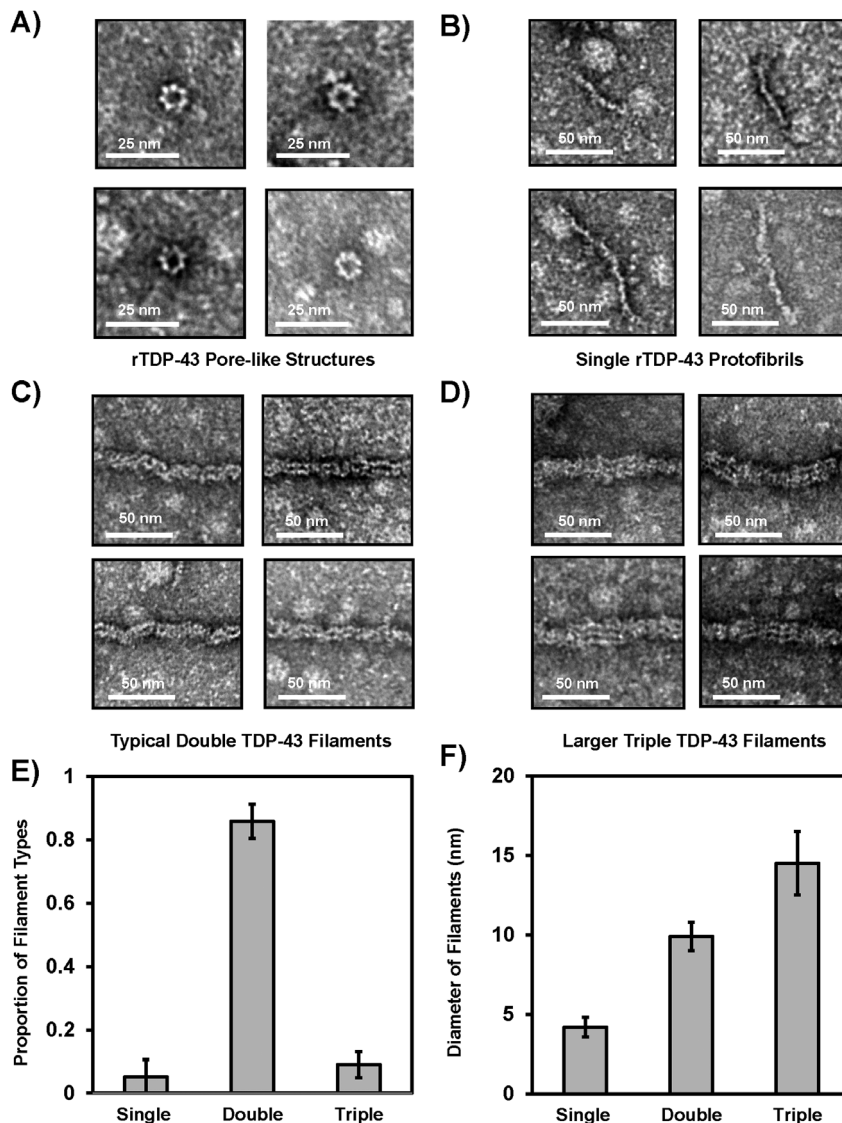 A)
B)
25 nm
25 nm
50 nm
50 nm
25 nm
25 nm
50 nm
50 nm
rTDP-43 Pore-like Structures
Single rTDP-43 Protofibrils
C)
D)
50 nm
50 nm
50 nm
50 nm
50 nm
50 nm
50 nm
50 nm
Typical Double TDP-43 Filaments
Larger Triple TDP-43 Filaments
E)
Proportion of Filament Types
1
0.8
0.6
0.4
0.2
0
Single Double Triple
F)
Diameter of Filaments (nm)
20
15
10
5
0
Single Double Triple